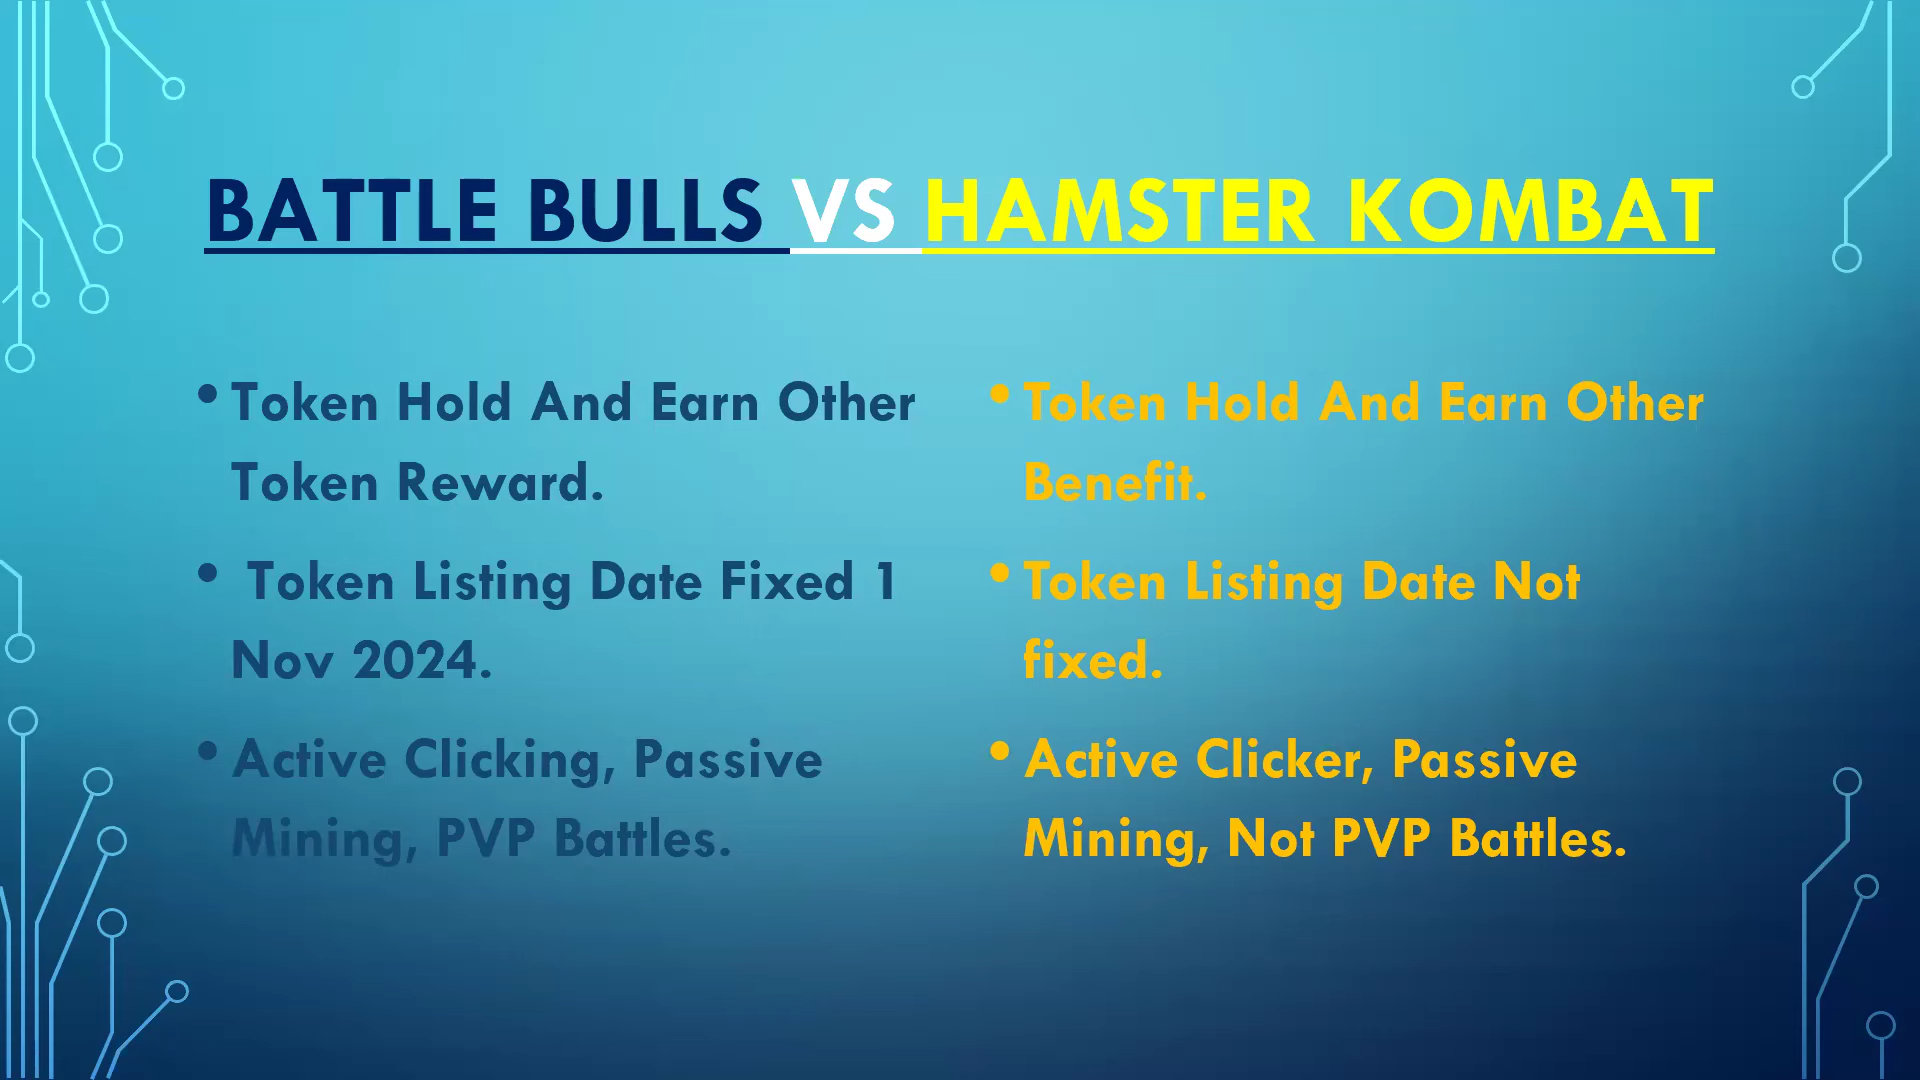 BATTLE BULLS VS HAMSTER KOMBAT
• Token Hold And Earn Other
Token Reward.
• Token Listing Date Fixed 1
Nov 2024.
• Active Clicking, Passive
Mining, PVP Battles.
• Token Hold And Earn Other
Benefit.
• Token Listing Date Not
fixed.
• Active Clicker, Passive
Mining, Not PVP Battles.